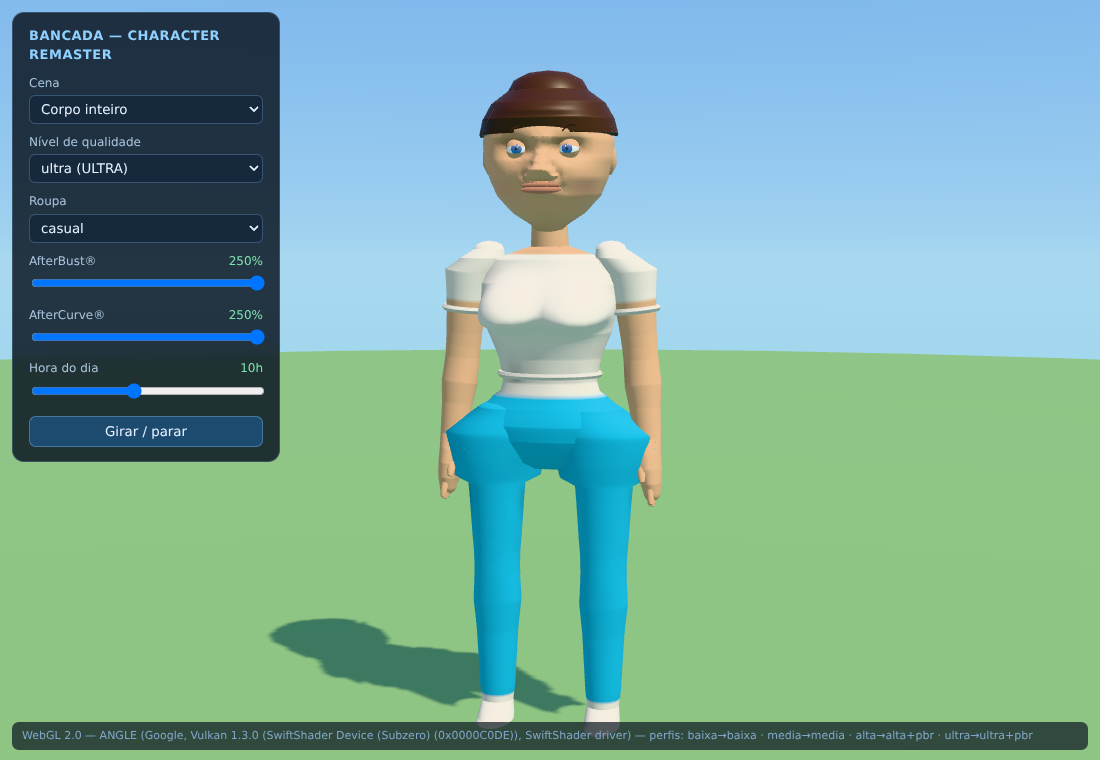 BANCADA — CHARACTER
REMASTER
Cena
Corpo inteiro
Nível de qualidade
ultra (ULTRA)
Roupa
casual
AfterBust® 250%
AfterCurve® 250%
Hora do dia 10h
Girar / parar
WebGL 2.0 — ANGLE (Google, Vulkan 1.3.0 (SwiftShader Device (Subzero) (0x0000C0DE)), SwiftShader driver) — perfis: baixa→baixa · media→media · alta→alta+pbr · ultra→ultra+pbr